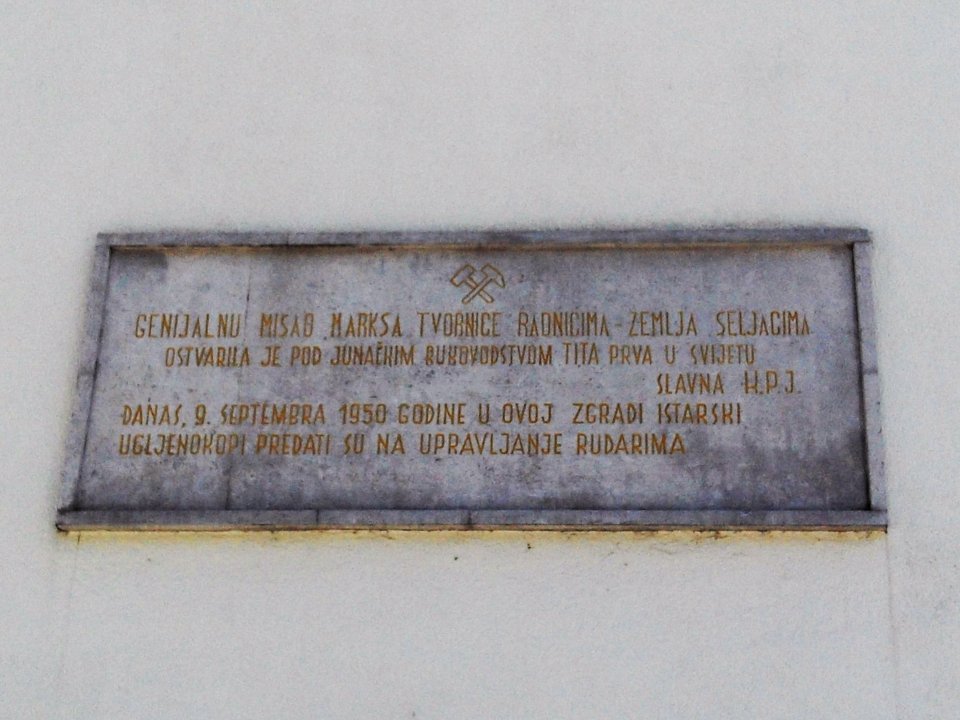 GENIJALNU MISAO MARKSA TVORNICE RADNICIMA - ZEMLJA SELJACIMA
OSTVARILA JE POD JUNAČKIM RUKOVODSTVOM TITA PRVA U SVIJETU
SLAVNA K.P.J.
DANAS, 9. SEPTEMBRA 1950 GODINE U OVOJ ZGRADI ISTARSKI
UGLJENOKOPI PREDATI SU NA UPRAVLJANJE RUDARIMA